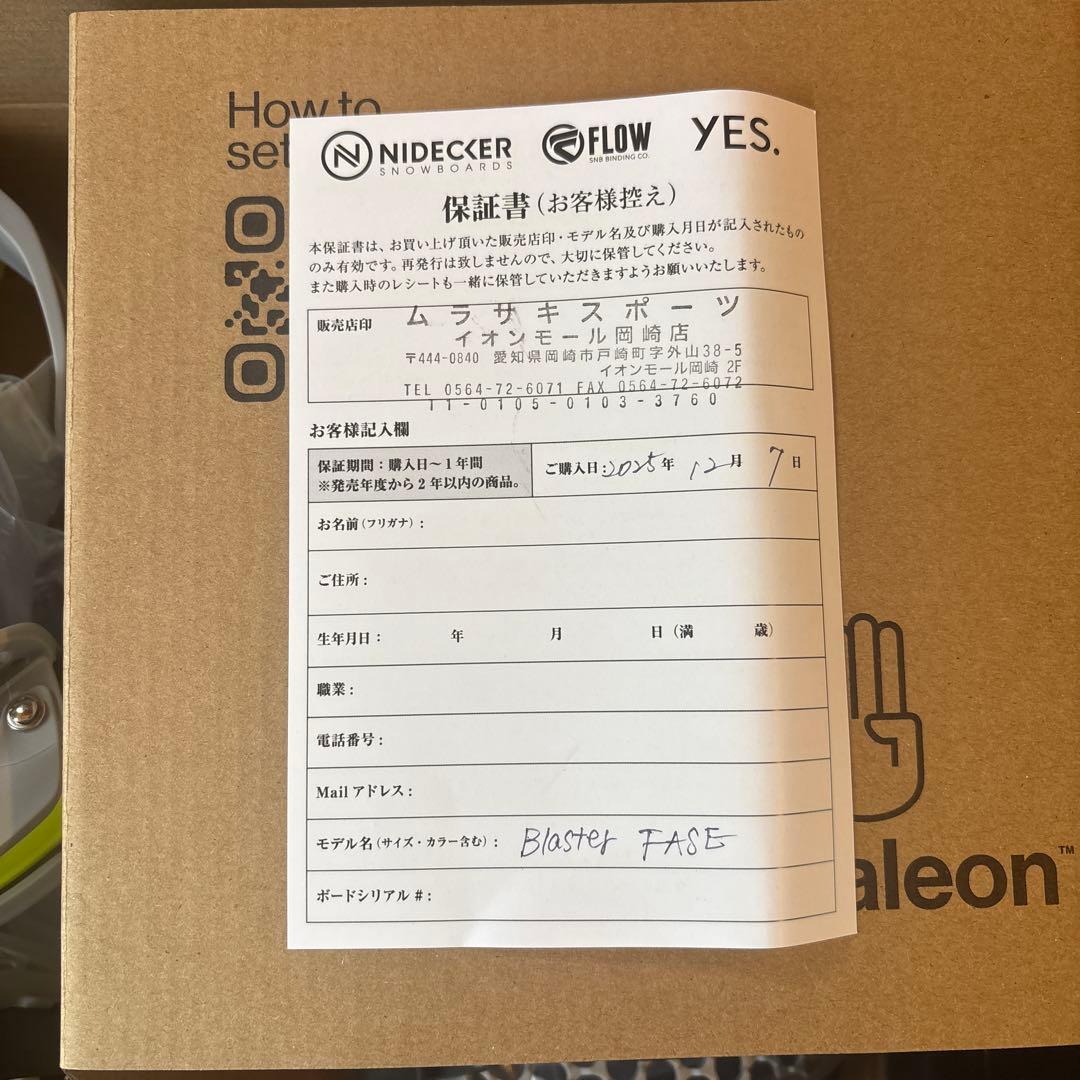 How to
set
NIDECKER
SNOWBOARDS
FLOW
SNB BINDING CO.
YES.
保証書(お客様控え)
本保証書は、お買い上げ頂いた販売店印・モデル名及び購入月日が記入されたもの
のみ有効です。再発行は致しませんので、大切に保管してください。
また購入時のレシートも一緒に保管していただきますようお願いいたします。
販売店印
ムラサキスポーツ
イオンモール岡崎店
〒444-0840 愛知県岡崎市戸崎町字外山38-5
イオンモール岡崎 2F
TEL 0564-72-6071 FAX 0564-72-6072
11-0105-0103-3760
お客様記入欄
保証期間:購入日~1年間
※発売年度から2年以内の商品。
ご購入日:2025年 12月 7日
お名前(フリガナ):
ご住所:
生年月日: 年 月 日(満 歳)
職業:
電話番号:
Mailアドレス:
モデル名(サイズ・カラー含む): Blaster FASE
ボードシリアル#:
aleon™